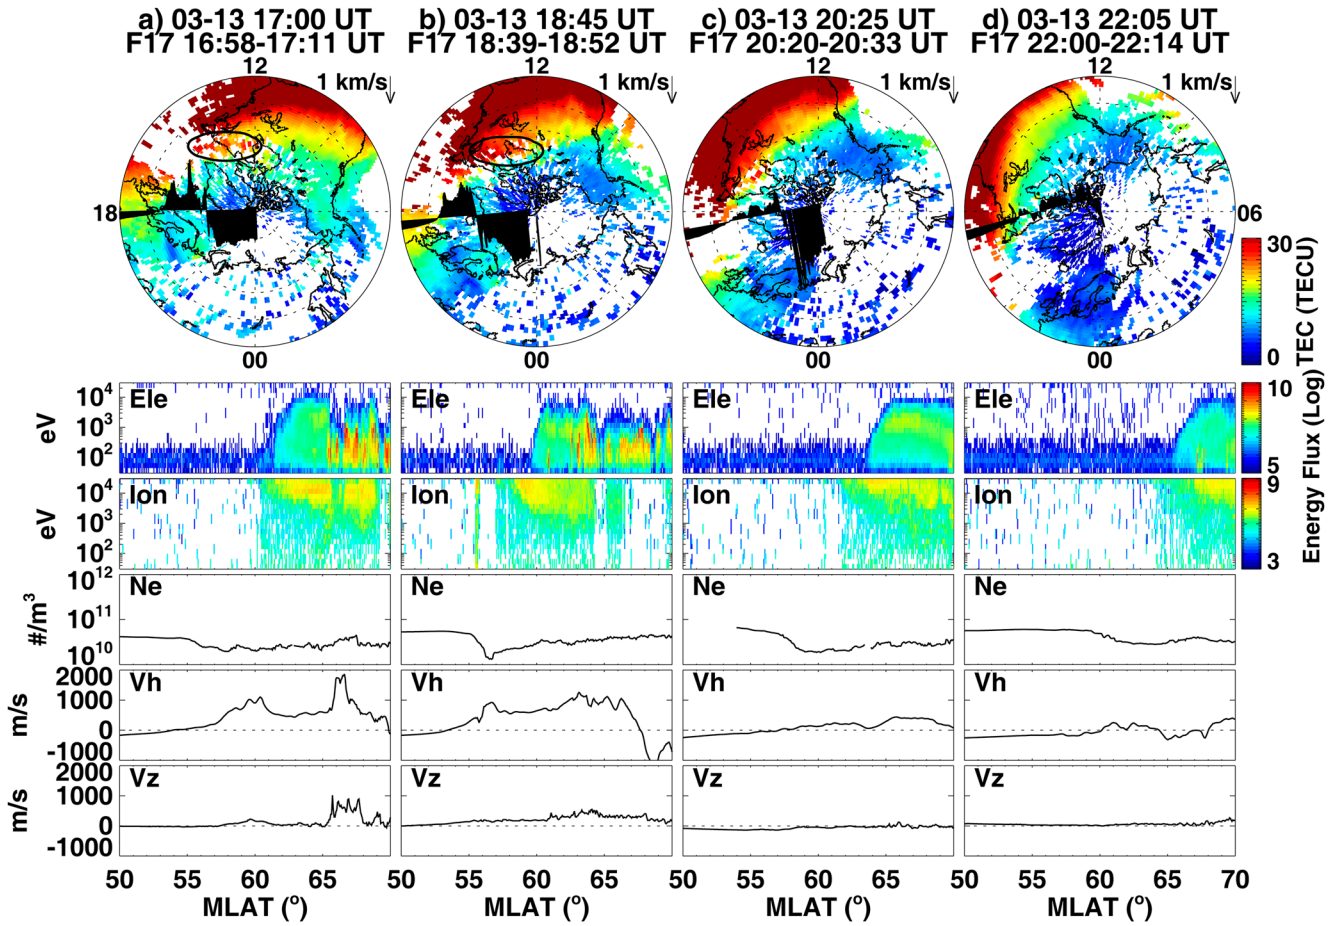 a) 03-13 17:00 UT
F17 16:58-17:11 UT
b) 03-13 18:45 UT
F17 18:39-18:52 UT
c) 03-13 20:25 UT
F17 20:20-20:33 UT
d) 03-13 22:05 UT
F17 22:00-22:14 UT
12
1 km/s
12
1 km/s
12
1 km/s
12
1 km/s
18
06
00
00
00
00
30
0
TEC (TECU)
eV
10⁴
10³
10²
Ele
Ele
Ele
Ele
10
5
eV
10⁴
10³
10²
Ion
Ion
Ion
Ion
9
3
Energy Flux (Log)
#/m³
10¹²
10¹¹
10¹⁰
Ne
Ne
Ne
Ne
m/s
2000
1000
0
-1000
Vh
Vh
Vh
Vh
m/s
2000
1000
0
-1000
Vz
Vz
Vz
Vz
50 55 60 65 50 55 60 65 50 55 60 65 50 55 60 65 70
MLAT (°) MLAT (°) MLAT (°) MLAT (°)